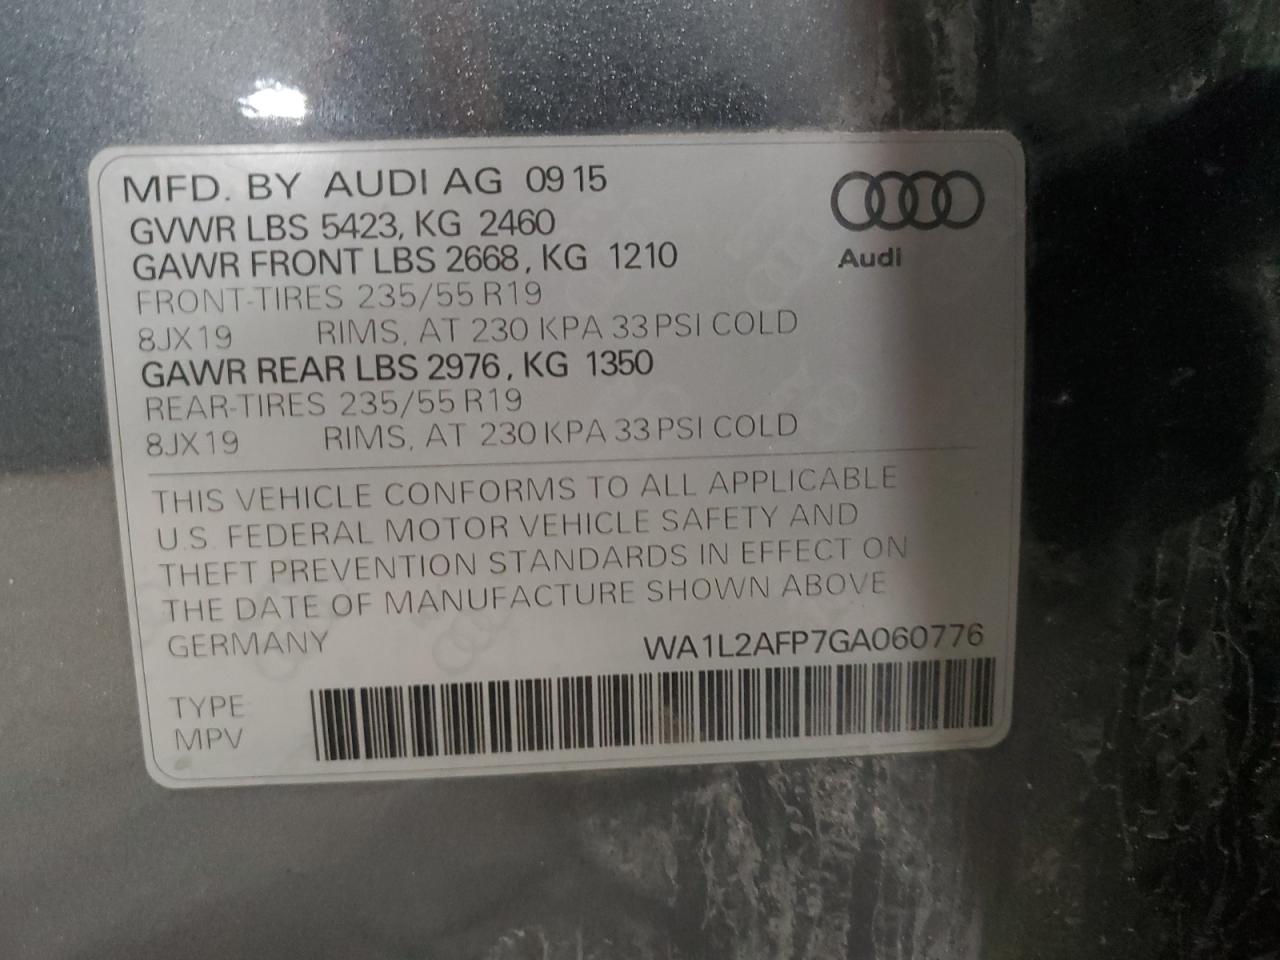 MFD. BY AUDI AG 09 15
GVWR LBS 5423, KG 2460
GAWR FRONT LBS 2668, KG 1210
FRONT-TIRES 235/55 R19
8JX19 RIMS, AT 230 KPA 33 PSI COLD
GAWR REAR LBS 2976, KG 1350
REAR-TIRES 235/55 R19
8JX19 RIMS, AT 230 KPA 33 PSI COLD
Audi
THIS VEHICLE CONFORMS TO ALL APPLICABLE
U.S. FEDERAL MOTOR VEHICLE SAFETY AND
THEFT PREVENTION STANDARDS IN EFFECT ON
THE DATE OF MANUFACTURE SHOWN ABOVE
GERMANY WA1L2AFP7GA060776
TYPE
MPV